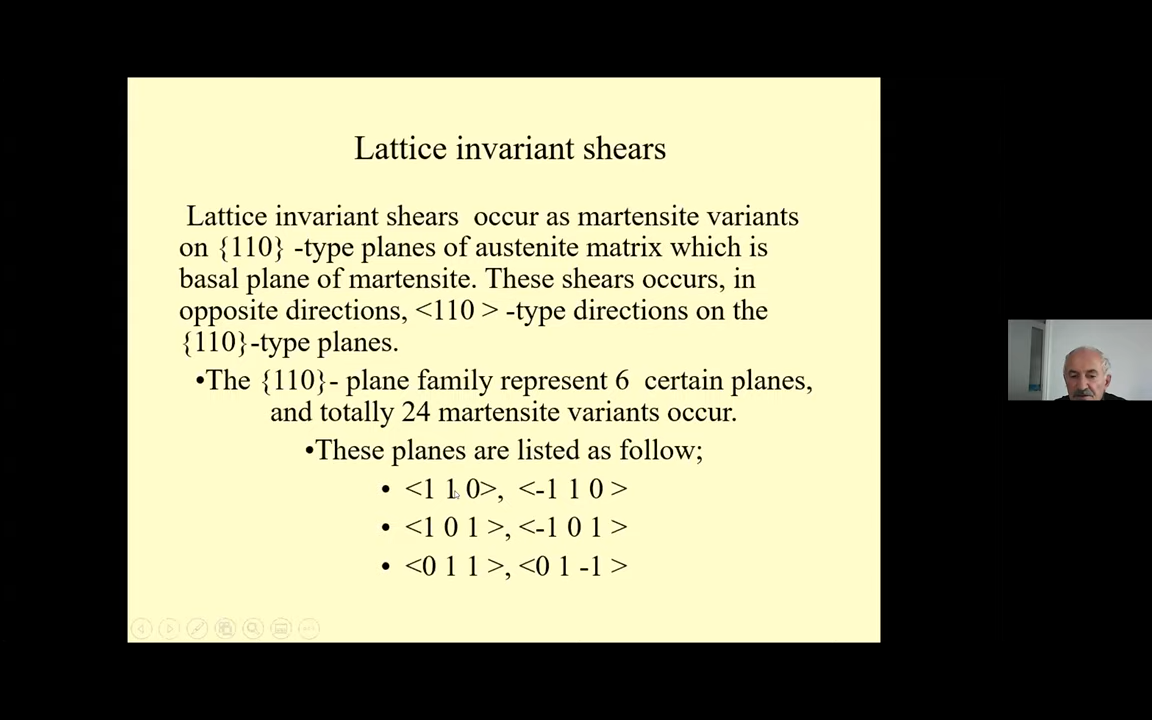 Lattice invariant shears
Lattice invariant shears occur as martensite variants
on {110} -type planes of austenite matrix which is
basal plane of martensite. These shears occurs, in
opposite directions, <110 > -type directions on the
{110}-type planes.
•The {110}- plane family represent 6 certain planes,
and totally 24 martensite variants occur.
•These planes are listed as follow;
• <1 1 0>, <-1 1 0 >
• <1 0 1 >, <-1 0 1 >
• <0 1 1 >, <0 1 -1 >